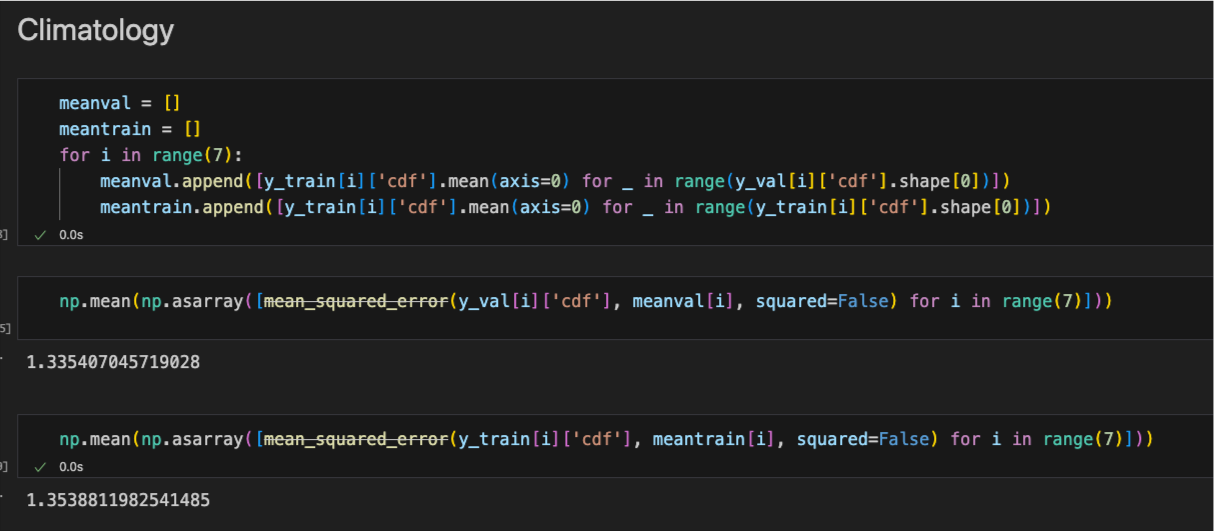 Climatology
meanval = []
meantrain = []
for i in range(7):
    meanval.append([y_train[i]['cdf'].mean(axis=0) for _ in range(y_val[i]['cdf'].shape[0])])
    meantrain.append([y_train[i]['cdf'].mean(axis=0) for _ in range(y_train[i]['cdf'].shape[0])])
] ✓ 0.0s
np.mean(np.asarray([mean_squared_error(y_val[i]['cdf'], meanval[i], squared=False) for i in range(7)]))
5]
1.335407045719028
np.mean(np.asarray([mean_squared_error(y_train[i]['cdf'], meantrain[i], squared=False) for i in range(7)]))
] ✓ 0.0s
1.3538811982541485